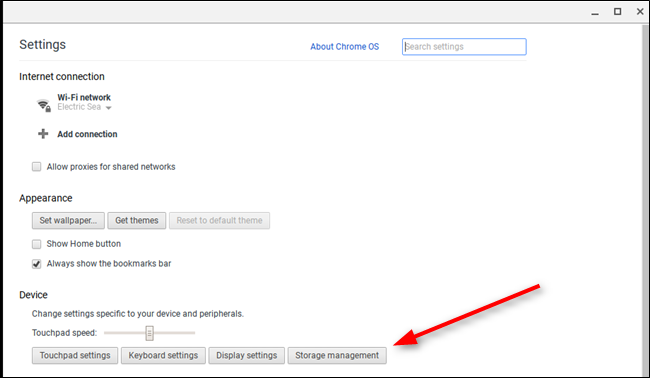 Settings
About Chrome OS
Search settings
Internet connection
Wi-Fi network
Electric Sea
Add connection
Allow proxies for shared networks
Appearance
Set wallpaper... Get themes Reset to default theme
Show Home button
Always show the bookmarks bar
Device
Change settings specific to your device and peripherals.
Touchpad speed:
Touchpad settings Keyboard settings Display settings Storage management